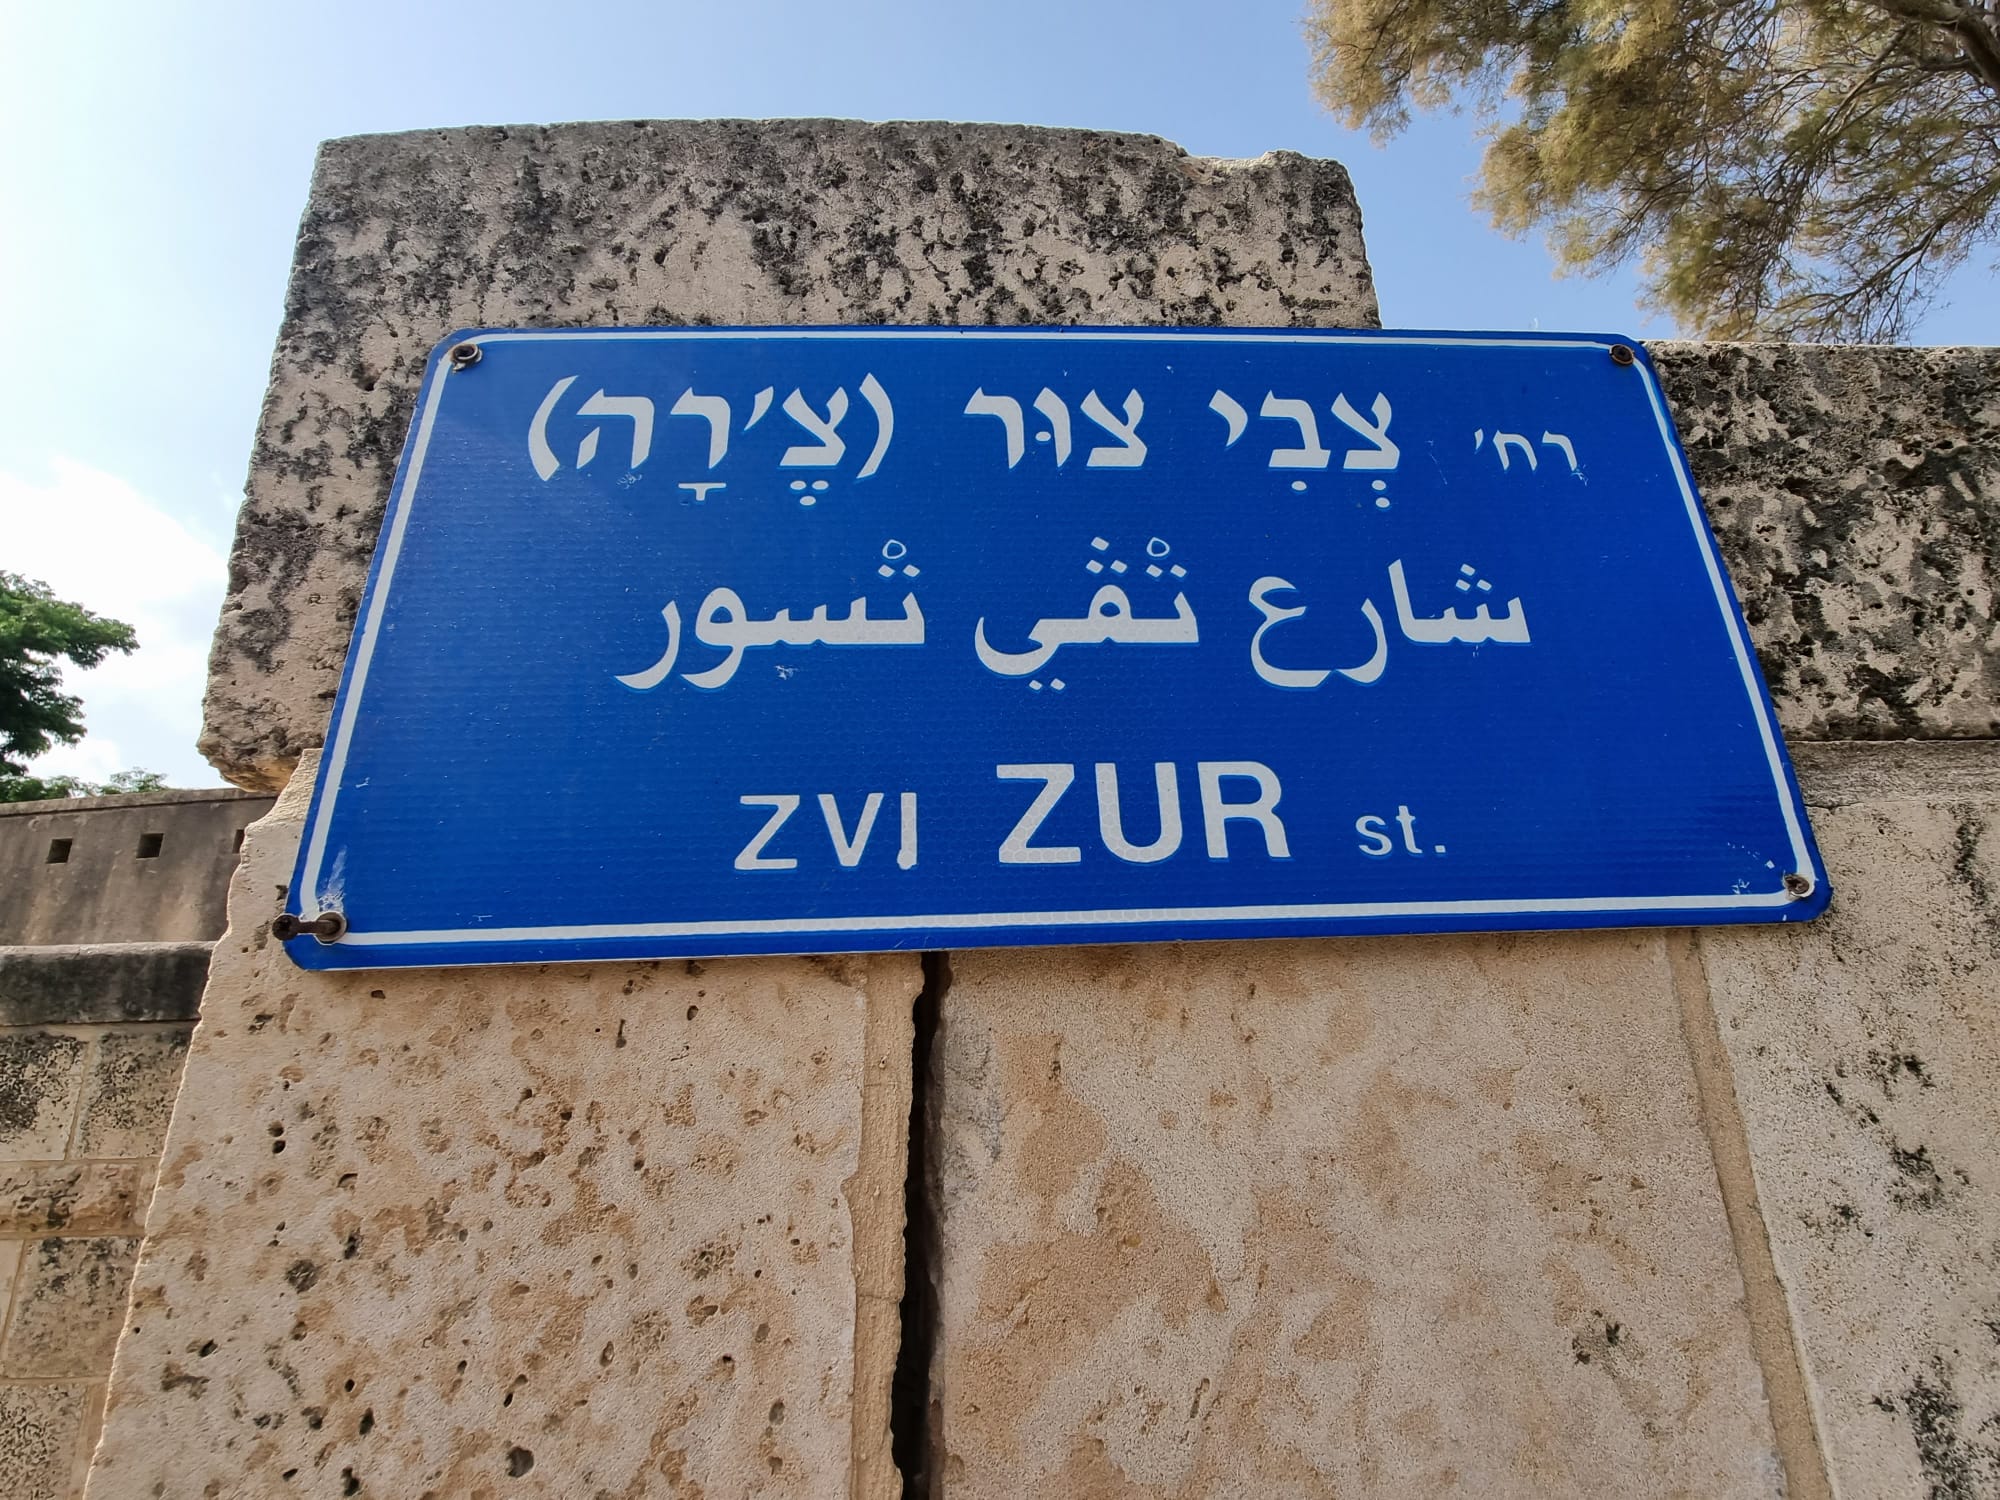 רח' צְבִי צוּר (צֶ'רָה)
شارع تْڤي تْسور
ZVI ZUR st.